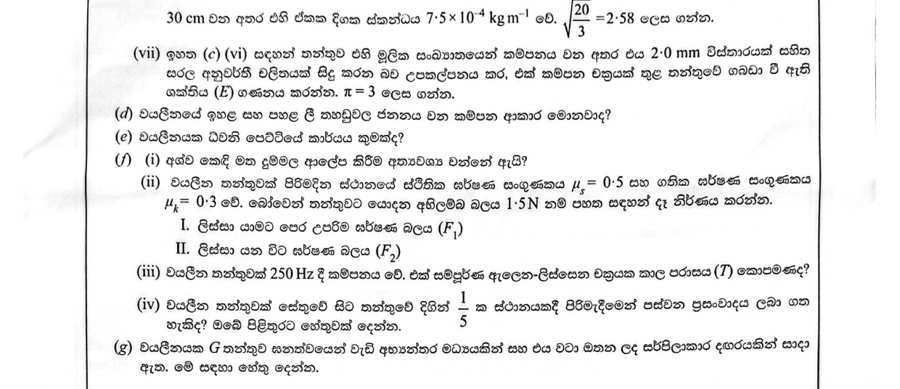 30 cm වන අතර එහි ඒකක දිගක ස්කන්ධය 7·5 × 10⁻⁴ kg m⁻¹ වේ. √(20/3) = 2·58 ලෙස ගන්න.
(vii) ඉහත (c) (vi) සඳහන් තන්තුව එහි මූලික සංඛ්‍යාතයෙන් කම්පනය වන අතර එය 2·0 mm විස්තාරයක් සහිත
සරල අනුවර්තී චලිතයක් සිදු කරන බව උපකල්පනය කර, එක් කම්පන චක්‍රයක් තුළ තන්තුවේ ගබඩා වී ඇති
ශක්තිය (E) ගණනය කරන්න. π = 3 ලෙස ගන්න.
(d) වයලීනයේ ඉහළ සහ පහළ ලී තහඩුවල ජනනය වන කම්පන ආකාර මොනවාද?
(e) වයලීනයක ධ්වනි පෙට්ටියේ කාර්යය කුමක්ද?
(f) (i) අශ්ව කෙඳි මත දුම්මල ආලේප කිරීම අත්‍යවශ්‍ය වන්නේ ඇයි?
(ii) වයලීන තන්තුවක් පිරිමදින ස්ථානයේ ස්ථිතික ඝර්ෂණ සංගුණකය μₛ = 0·5 සහ ගතික ඝර්ෂණ සංගුණකය
μₖ = 0·3 වේ. බෝවෙන් තන්තුවට යොදන අභිලම්බ බලය 1·5 N නම් පහත සඳහන් දෑ නිර්ණය කරන්න.
I. ලිස්සා යාමට පෙර උපරිම ඝර්ෂණ බලය (F₁)
II. ලිස්සා යන විට ඝර්ෂණ බලය (F₂)
(iii) වයලීන තන්තුවක් 250 Hz දී කම්පනය වේ. එක් සම්පූර්ණ ඇලෙන-ලිස්සෙන චක්‍රයක කාල පරාසය (T) කොපමණද?
(iv) වයලීන තන්තුවක් සේතුවේ සිට තන්තුවේ දිගින් 1/5 ක ස්ථානයකදී පිරිමැදීමෙන් පස්වන ප්‍රසංවාදය ලබා ගත
හැකිද? ඔබේ පිළිතුරට හේතුවක් දෙන්න.
(g) වයලීනයක G තන්තුව ඝනත්වයෙන් වැඩි අභ්‍යන්තර මධ්‍යයකින් සහ එය වටා ඔතන ලද සර්පිලාකාර දඟරයකින් සාදා
ඇත. මේ සඳහා හේතු දෙන්න.